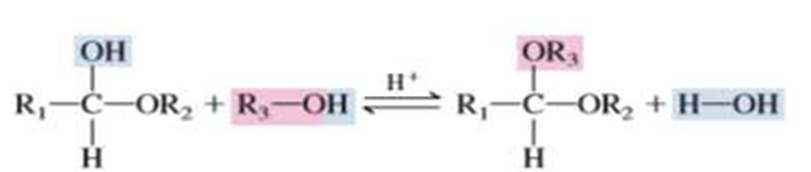 OH OR₃
H⁺
R₁—C—OR₂ + R₃—OH ⇌ R₁—C—OR₂ + H—OH
H H